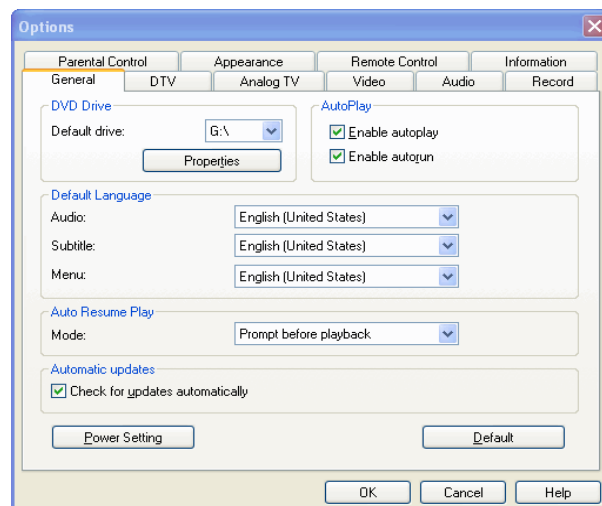 Options
Parental Control Appearance Remote Control Information
General DTV Analog TV Video Audio Record
DVD Drive
Default drive: G:\
Properties
AutoPlay
Enable autoplay
Enable autorun
Default Language
Audio: English (United States)
Subtitle: English (United States)
Menu: English (United States)
Auto Resume Play
Mode: Prompt before playback
Automatic updates
Check for updates automatically
Power Setting Default
OK Cancel Help